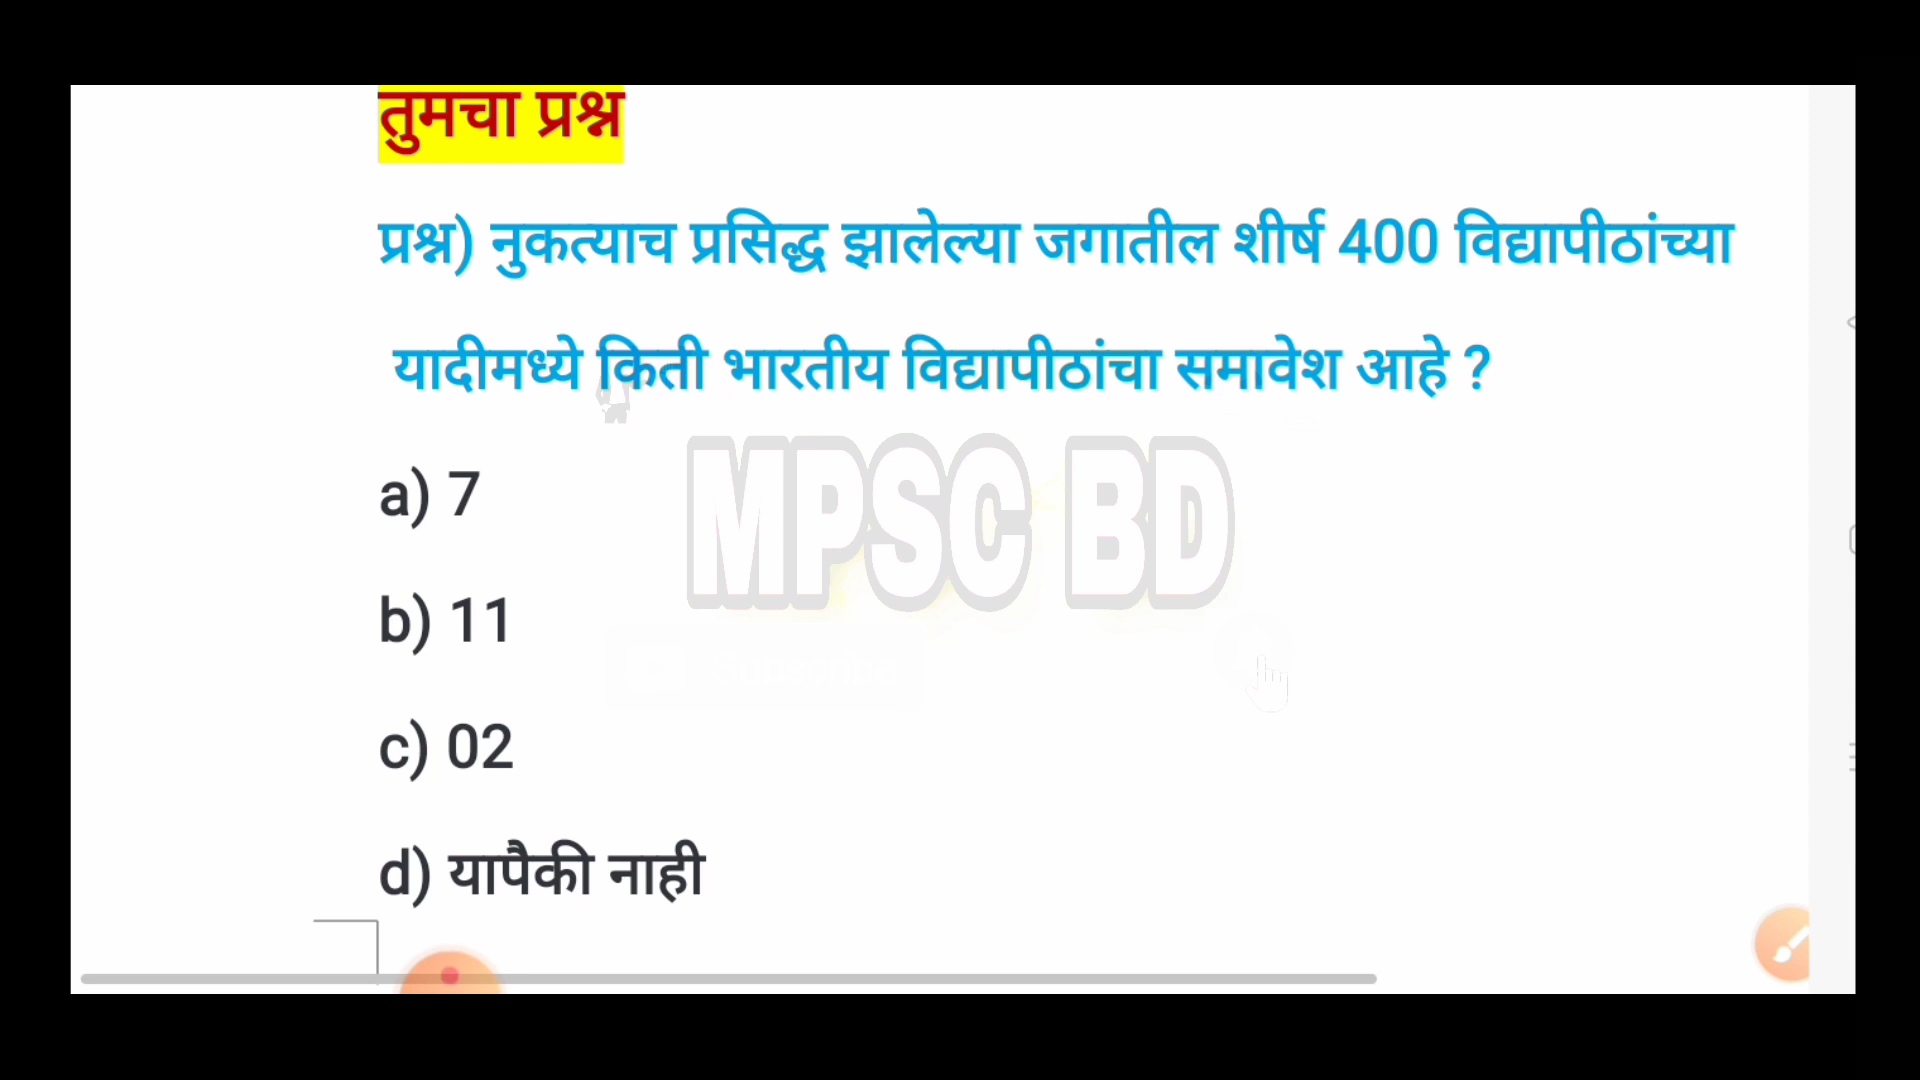 तुमचा प्रश्न
प्रश्न) नुकत्याच प्रसिद्ध झालेल्या जगातील शीर्ष 400 विद्यापीठांच्या
यादीमध्ये किती भारतीय विद्यापीठांचा समावेश आहे ?
a) 7
MPSC BD
b) 11
c) 02
d) यापैकी नाही